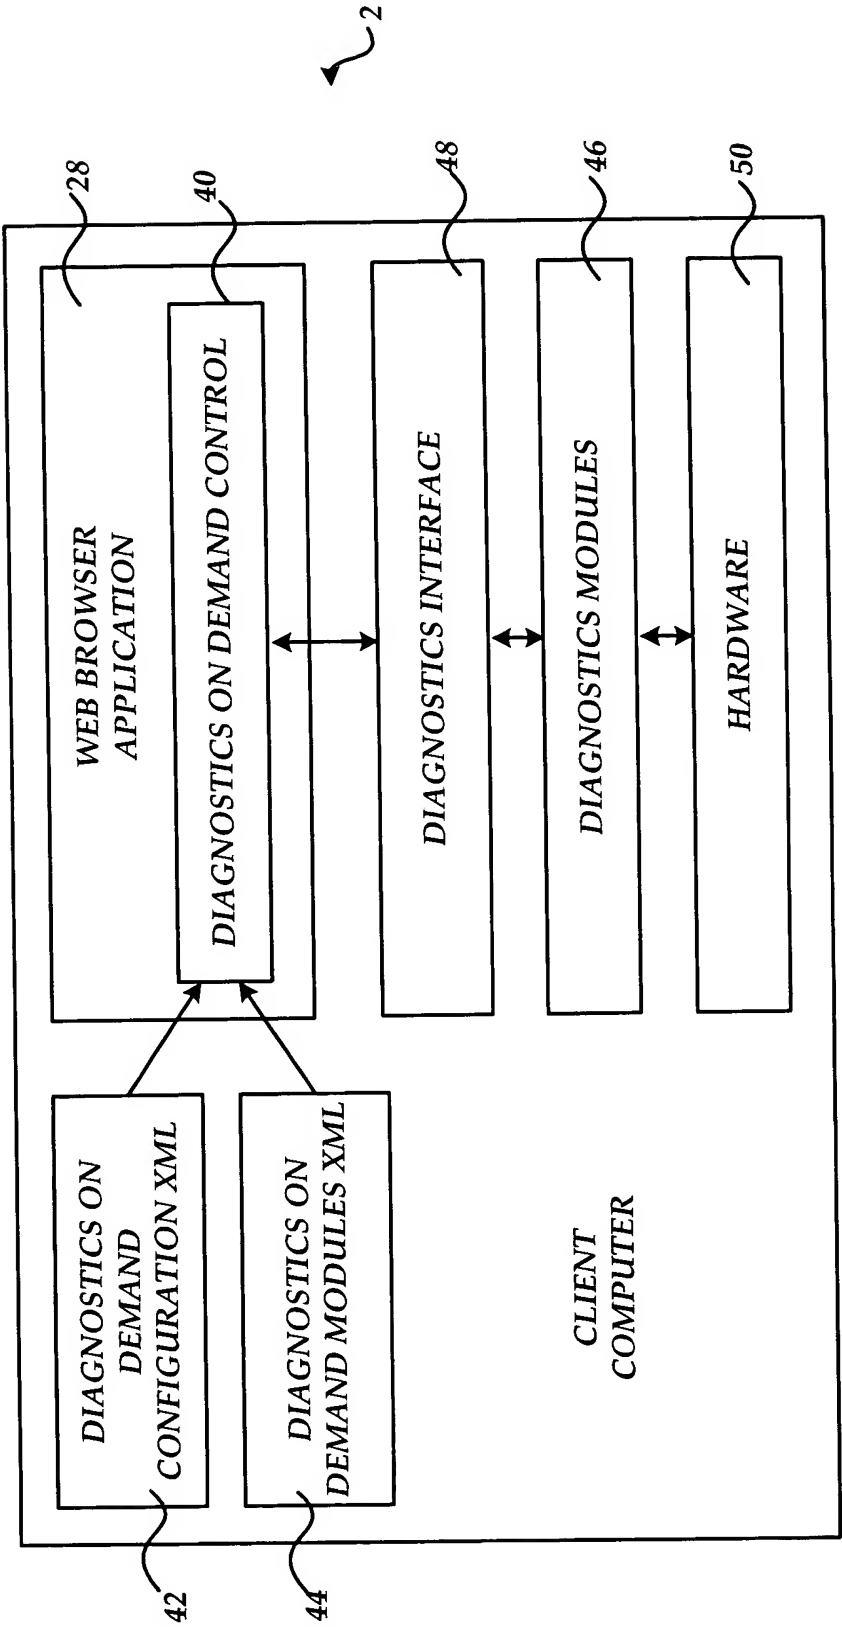 2
28
WEB BROWSER
APPLICATION
40
DIAGNOSTICS ON DEMAND CONTROL
42
DIAGNOSTICS ON
DEMAND
CONFIGURATION XML
44
DIAGNOSTICS ON
DEMAND MODULES XML
48
DIAGNOSTICS INTERFACE
46
DIAGNOSTICS MODULES
50
HARDWARE
CLIENT
COMPUTER